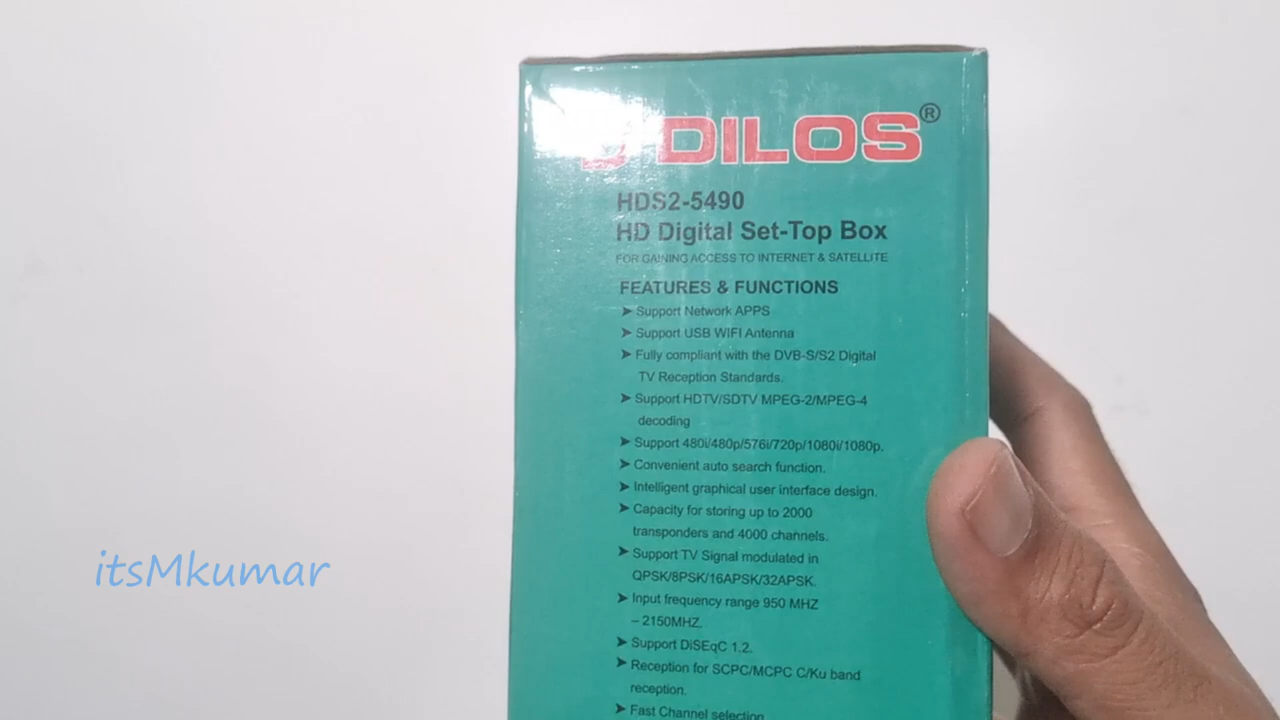 DILOS®
HDS2-5490
HD Digital Set-Top Box
FOR GAINING ACCESS TO INTERNET & SATELLITE
FEATURES & FUNCTIONS
➤ Support Network APPS
➤ Support USB WIFI Antenna
➤ Fully compliant with the DVB-S/S2 Digital
TV Reception Standards.
➤ Support HDTV/SDTV MPEG-2/MPEG-4
decoding
➤ Support 480i/480p/576i/720p/1080i/1080p.
➤ Convenient auto search function.
➤ Intelligent graphical user interface design.
➤ Capacity for storing up to 2000
transponders and 4000 channels.
➤ Support TV Signal modulated in
QPSK/8PSK/16APSK/32APSK.
➤ Input frequency range 950 MHZ
– 2150MHZ.
➤ Support DiSEqC 1.2.
➤ Reception for SCPC/MCPC C/Ku band
reception.
➤ Fast Channel selection
itsMkumar